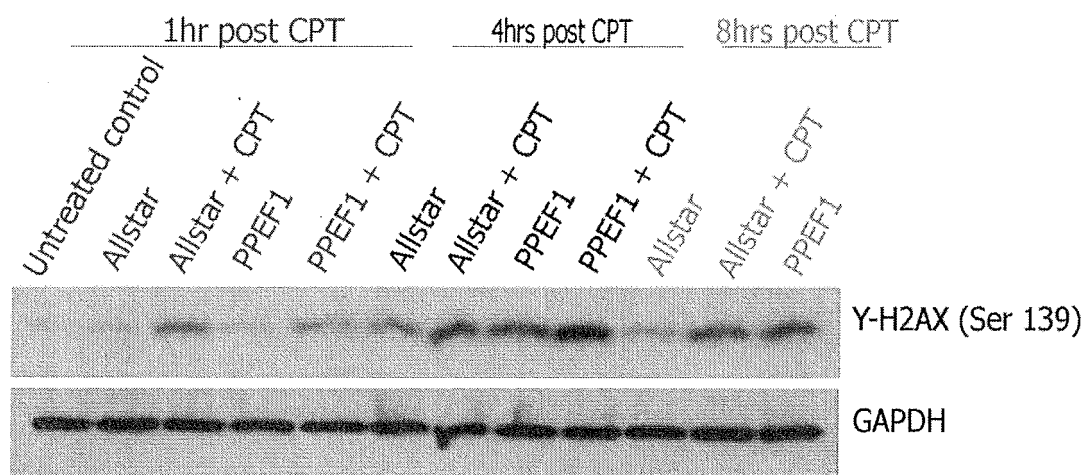 1hr post CPT
4hrs post CPT
8hrs post CPT
Untreated control
Allstar
Allstar + CPT
PPEF1
PPEF1 + CPT
Allstar
Allstar + CPT
PPEF1
PPEF1 + CPT
Allstar
Allstar + CPT
PPEF1
Y-H2AX (Ser 139)
GAPDH